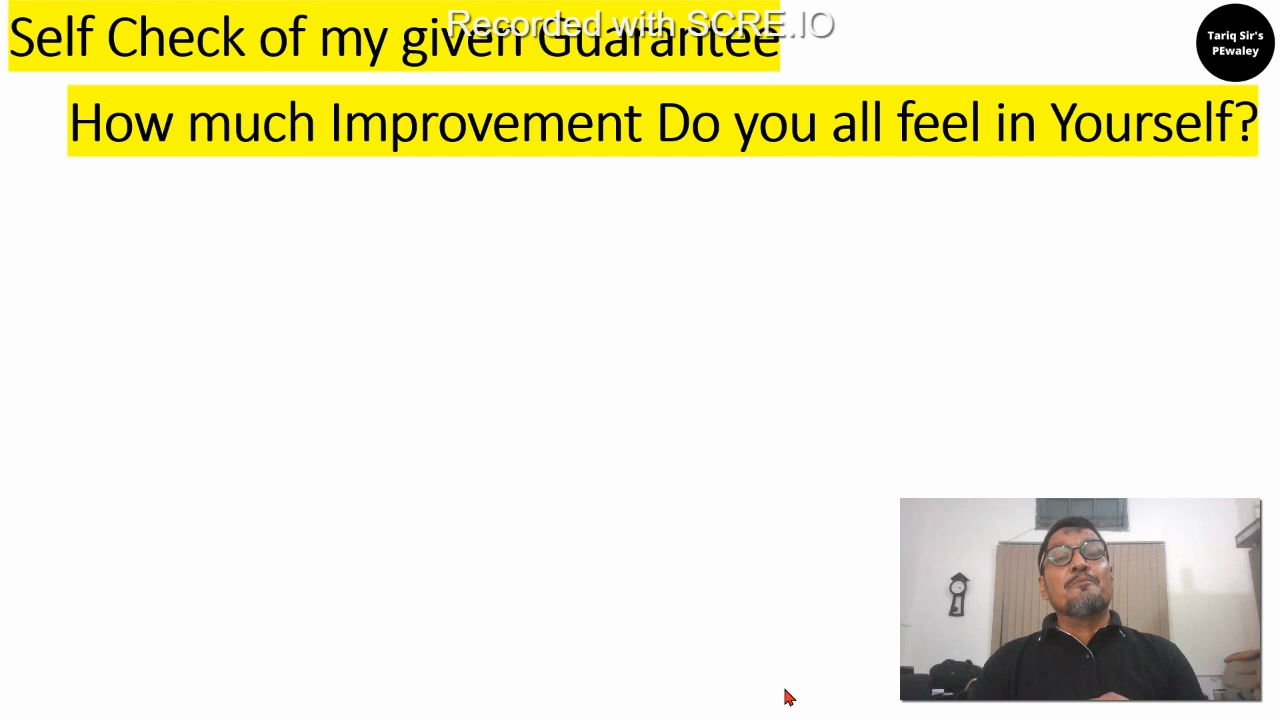 Self Check of my given Guarantee
Recorded with SCRE.IO
Tariq Sir's
PEwaley
How much Improvement Do you all feel in Yourself?